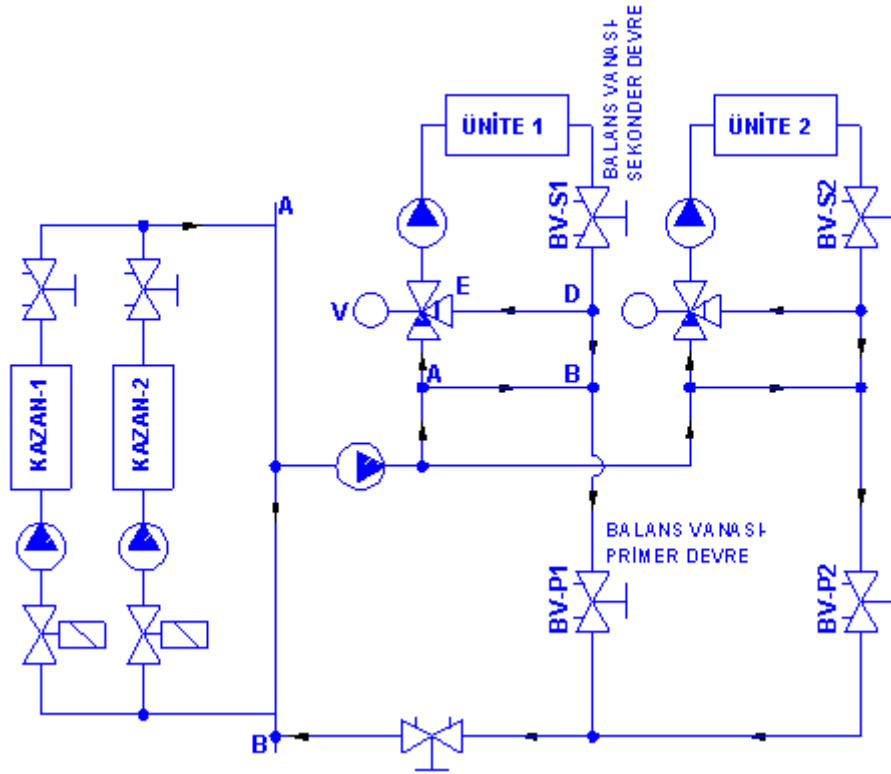 BALANS VANASI-
SEKONDER DEVRE
ÜNİTE 1
ÜNİTE 2
A
BV-S1
BV-S2
V
E
D
A
B
KAZAN-1
KAZAN-2
BALANS VANASI-
PRİMER DEVRE
BV-P1
BV-P2
B